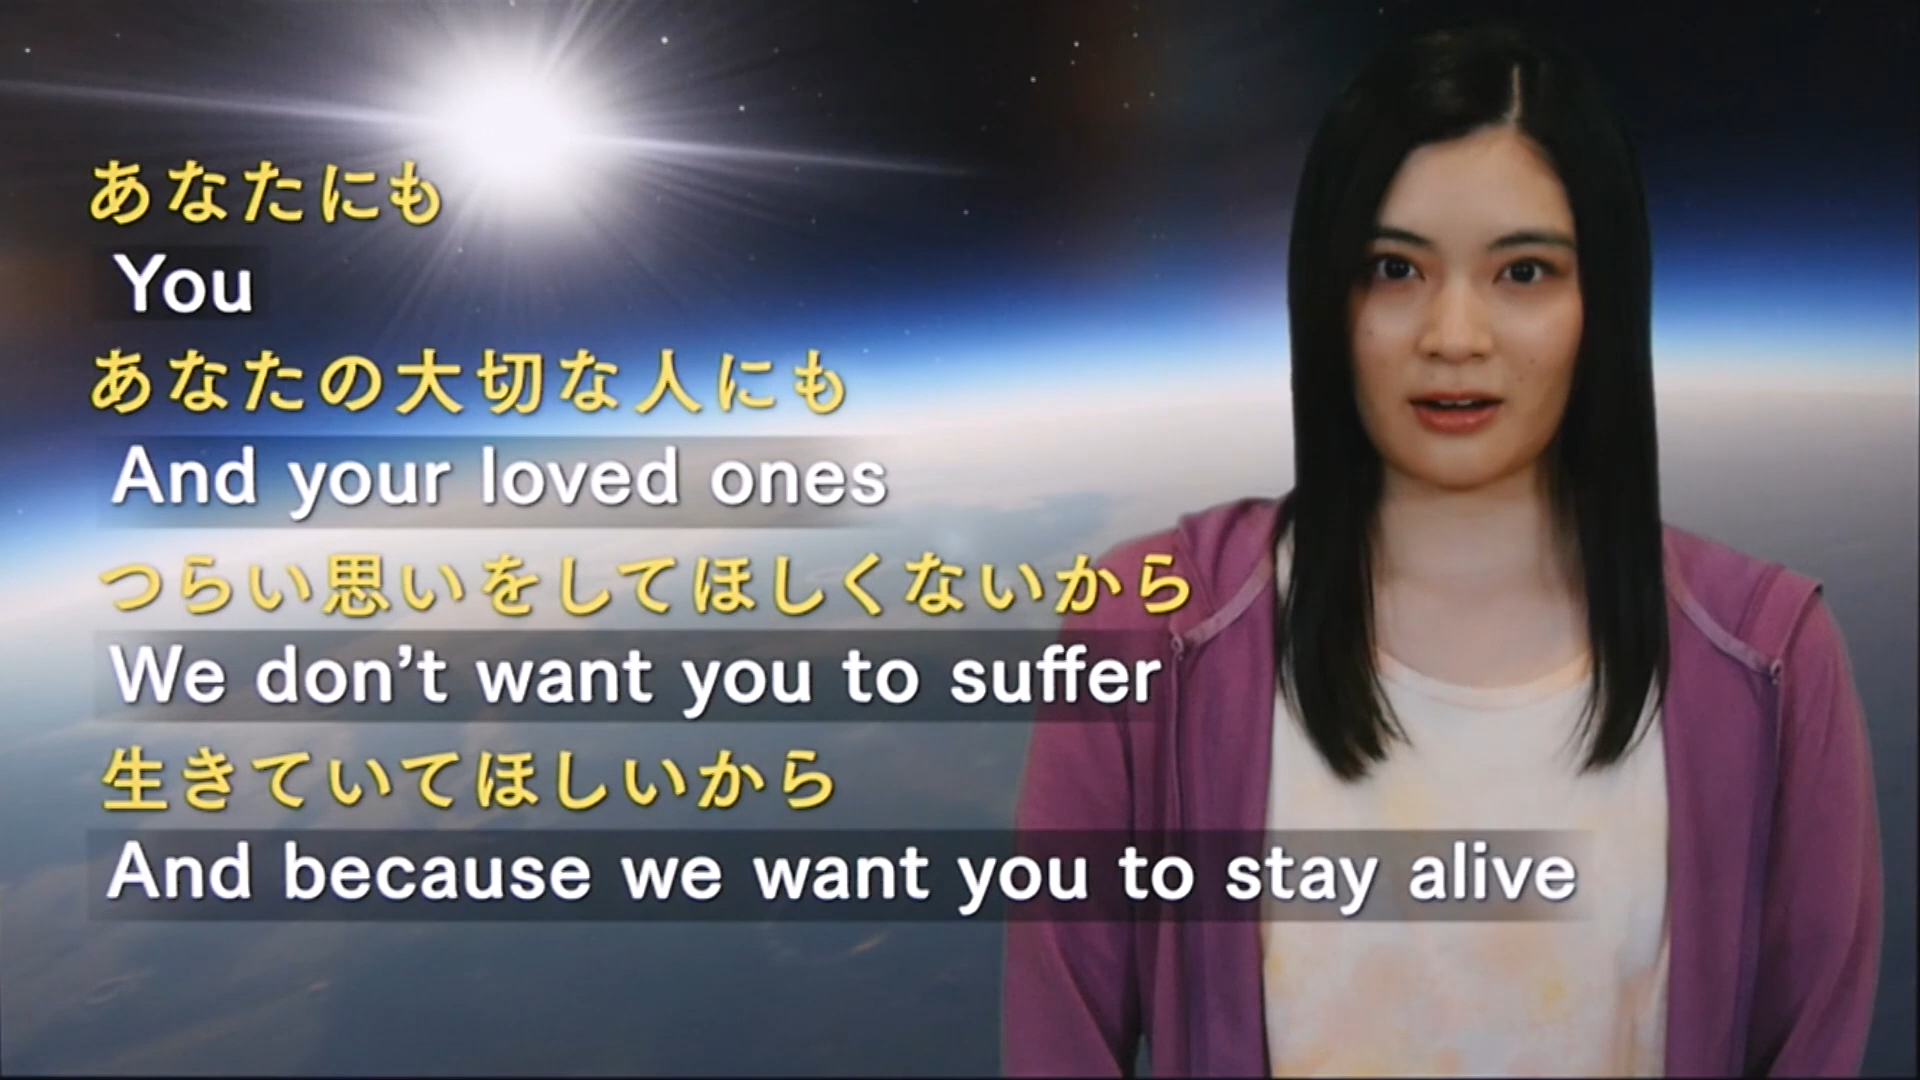 あなたにも
You
あなたの大切な人にも
And your loved ones
つらい思いをしてほしくないから
We don't want you to suffer
生きていてほしいから
And because we want you to stay alive